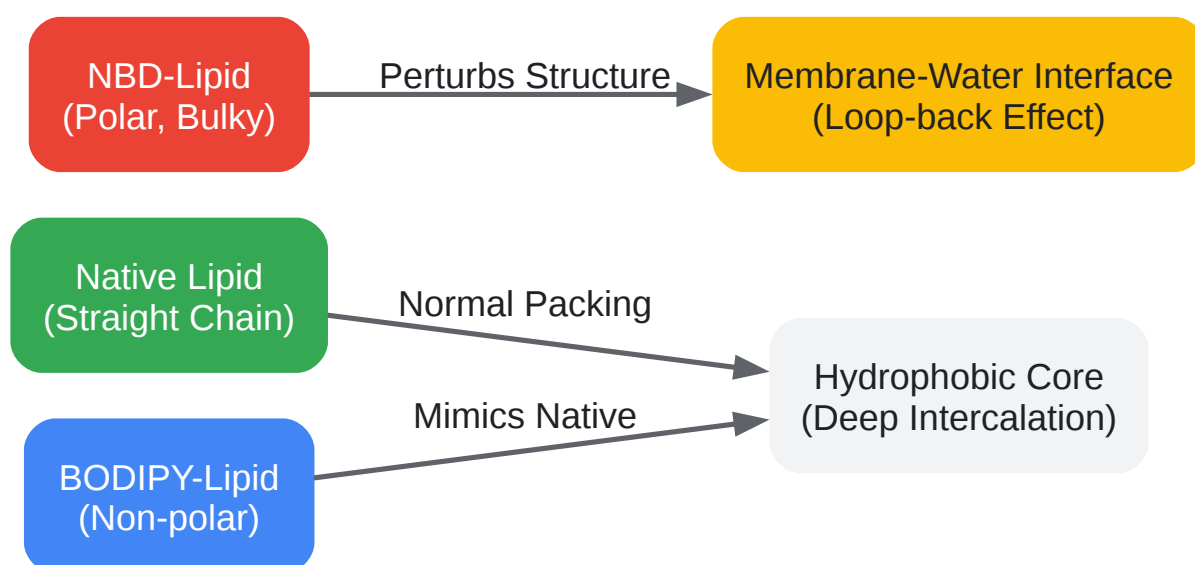 NBD-Lipid
(Polar, Bulky)
Perturbs Structure
Membrane-Water Interface
(Loop-back Effect)
Native Lipid
(Straight Chain)
Normal Packing
Hydrophobic Core
(Deep Intercalation)
Mimics Native
BODIPY-Lipid
(Non-polar)